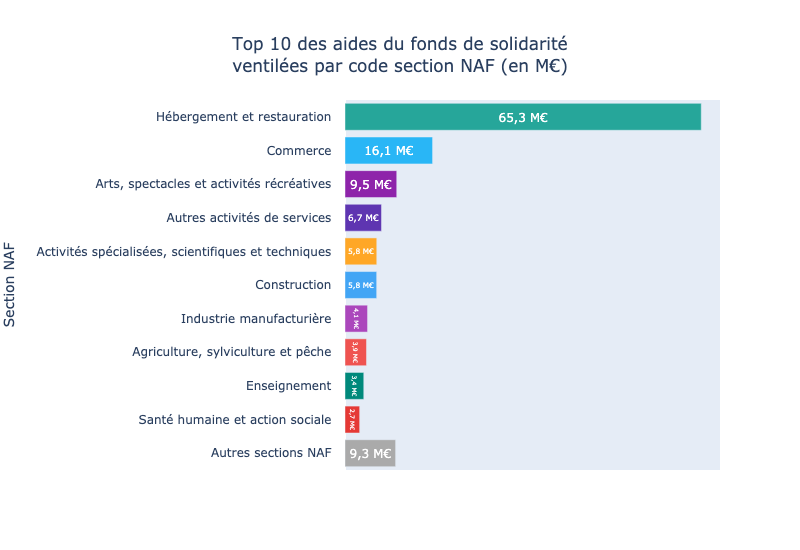 Top 10 des aides du fonds de solidarité
ventilées par code section NAF (en M€)
Section NAF
Hébergement et restauration
65,3 M€
Commerce
16,1 M€
Arts, spectacles et activités récréatives
9,5 M€
Autres activités de services
6,7 M€
Activités spécialisées, scientifiques et techniques
5,8 M€
Construction
5,8 M€
Industrie manufacturière
4,1 M€
Agriculture, sylviculture et pêche
3,9 M€
Enseignement
3,4 M€
Santé humaine et action sociale
2,7 M€
Autres sections NAF
9,3 M€